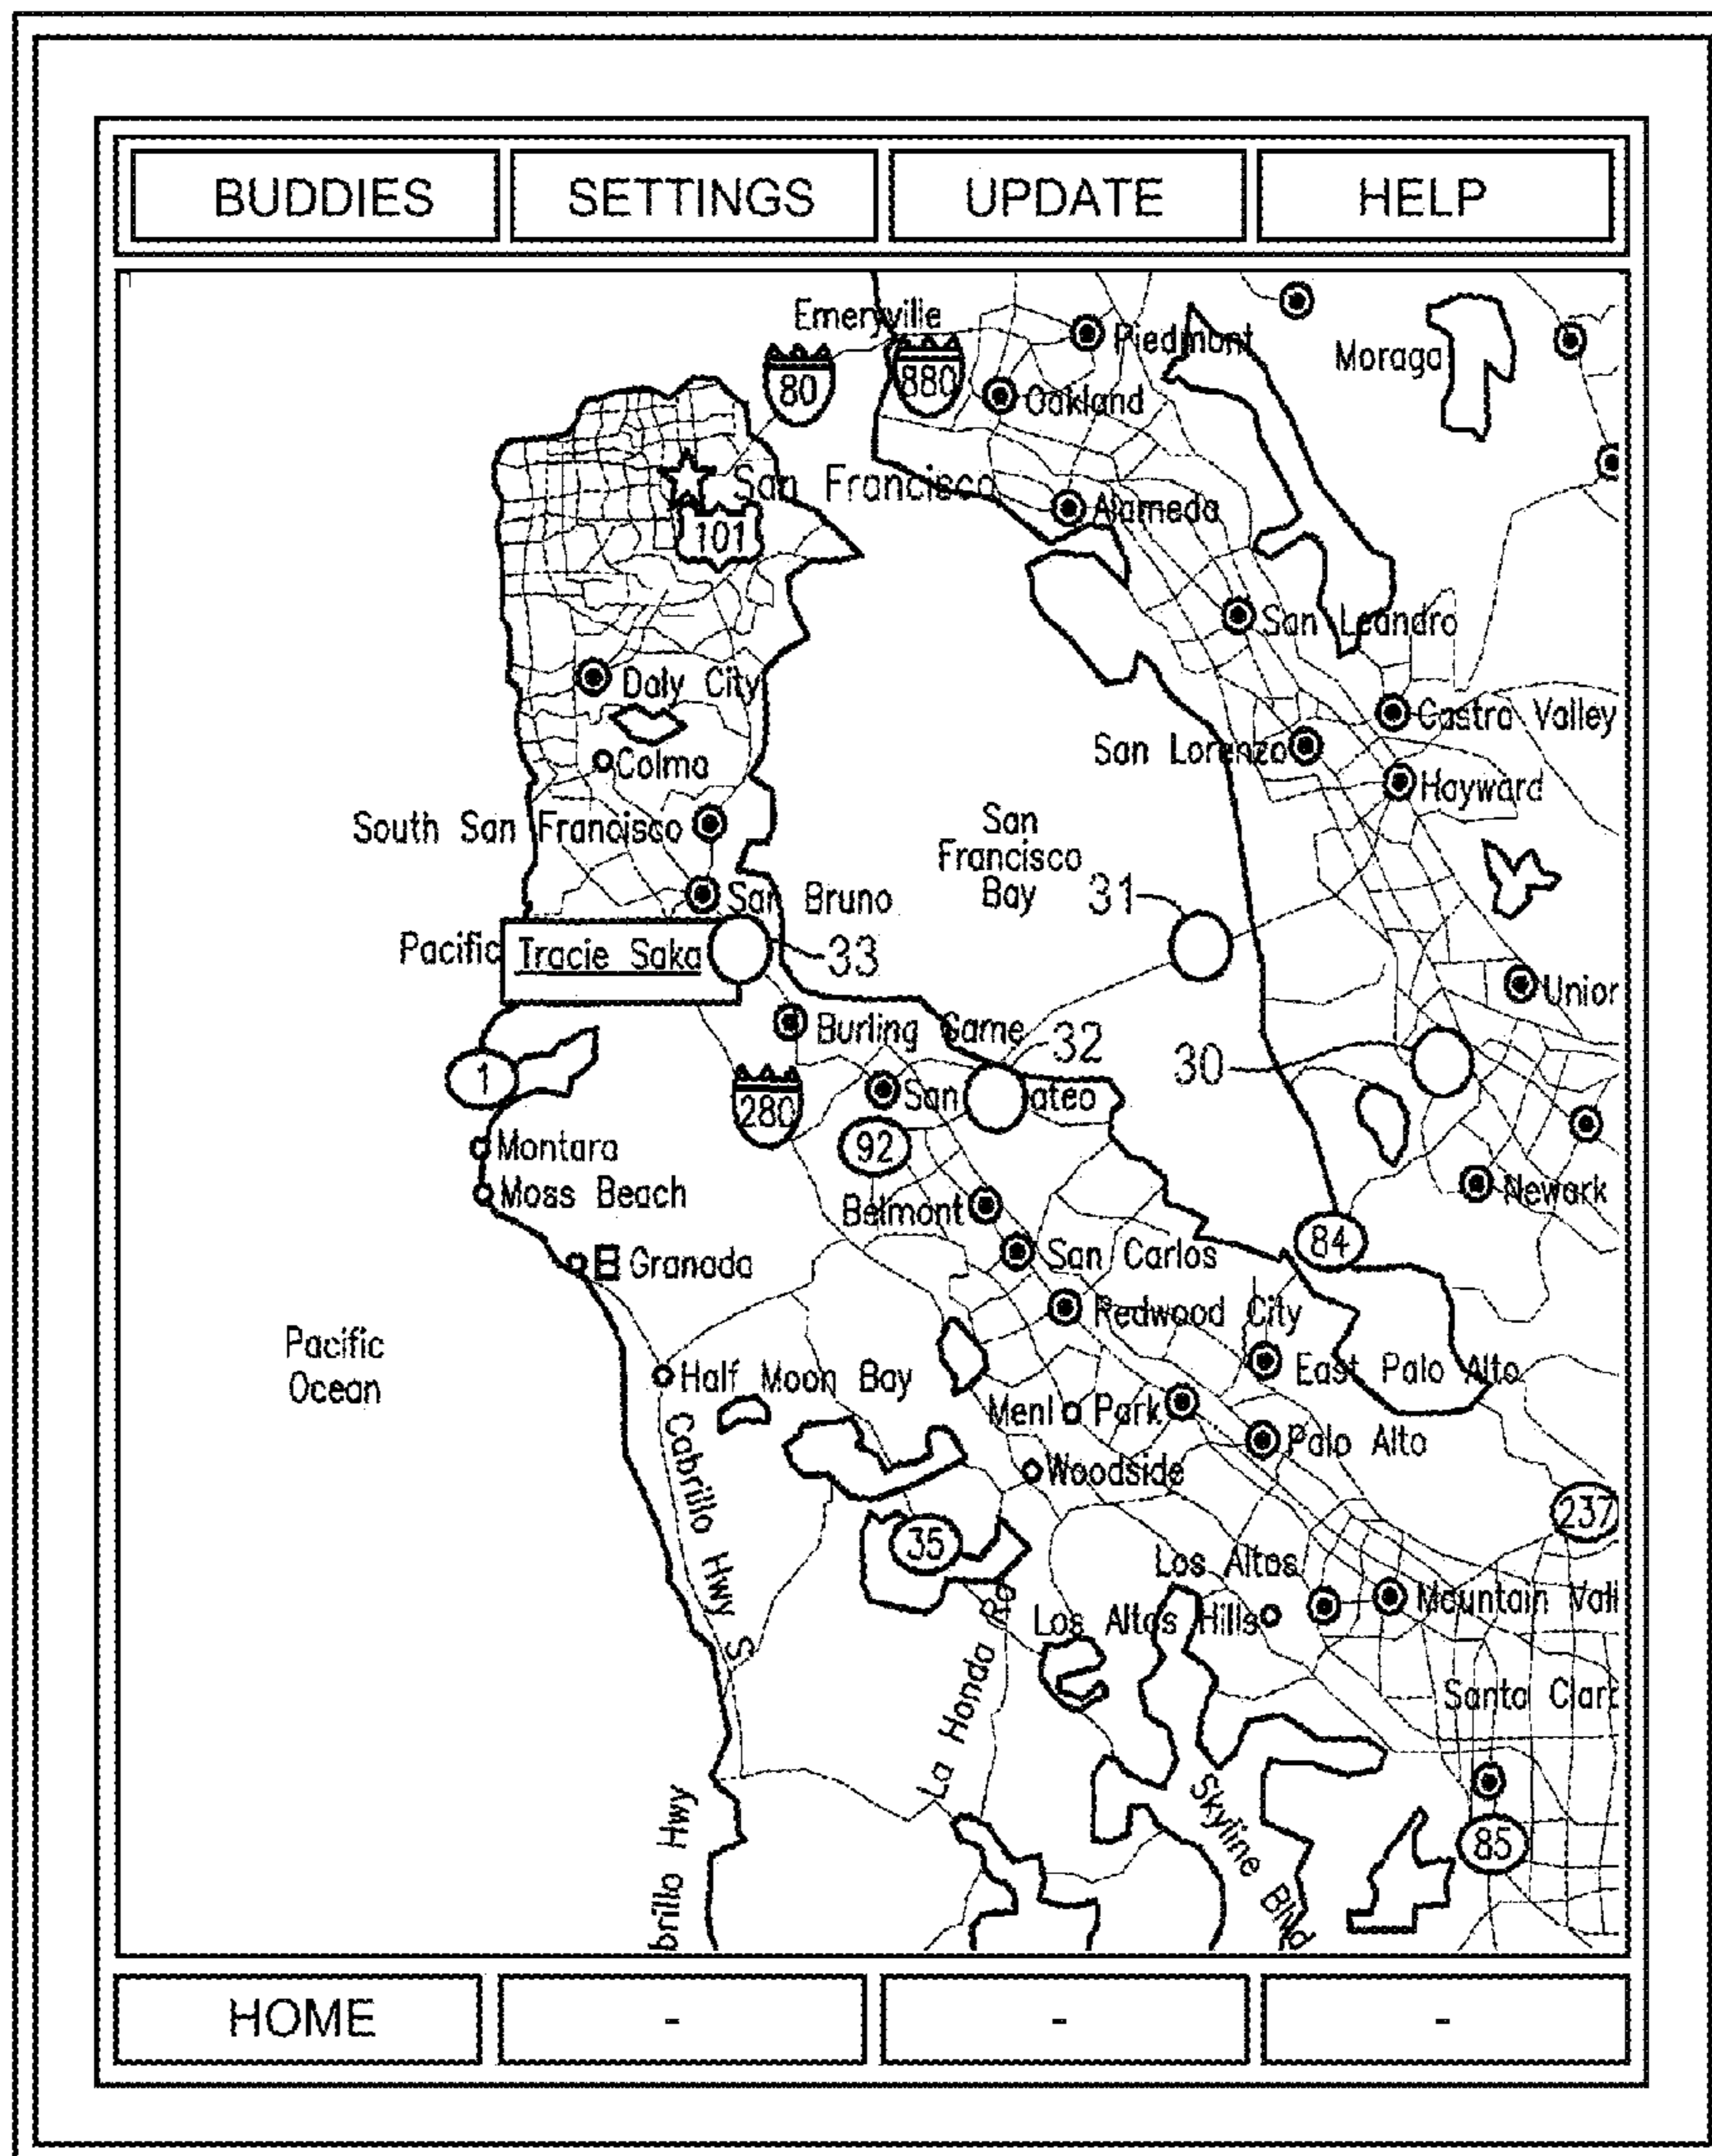 BUDDIES
SETTINGS
UPDATE
HELP
Emeryville
Piedmont
Moraga
80
880
Oakland
San Francisco
Alameda
101
San Leandro
Daly City
Castro Valley
San Lorenzo
Colma
Hayward
South San Francisco
San
Francisco
Bay
31
San Bruno
Pacific
Tracie Saka
33
Union
Burling Game
32
30
1
280
San ateo
92
Montara
Moss Beach
Belmont
Newark
84
San Carlos
Granada
Redwood City
Pacific
Ocean
East Palo Alto
Half Moon Bay
Menl o Park
Palo Alto
Cabrillo Hwy S
Woodside
237
35
Los Altos
Mountain
Los Altos Hills
La Honda Rd
Santa Clar
Skyline Blvd
85
brillo Hwy
HOME
-
-
-